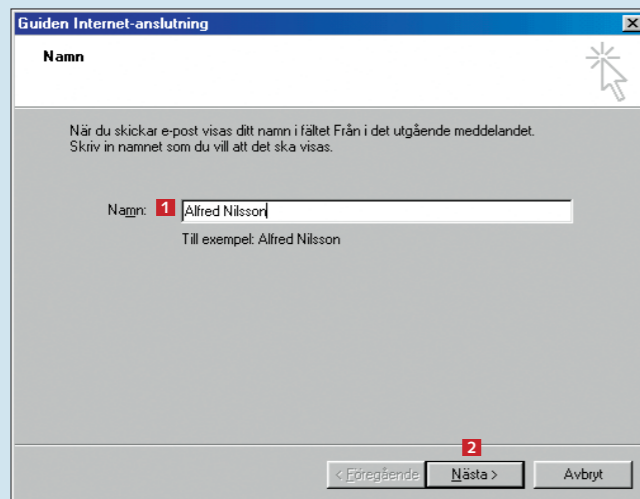 Guiden Internet-anslutning
Namn
När du skickar e-post visas ditt namn i fältet Från i det utgående meddelandet.
Skriv in namnet som du vill att det ska visas.
Namn: 1 Alfred Nilsson
Till exempel: Alfred Nilsson
2
< Föregående Nästa > Avbryt